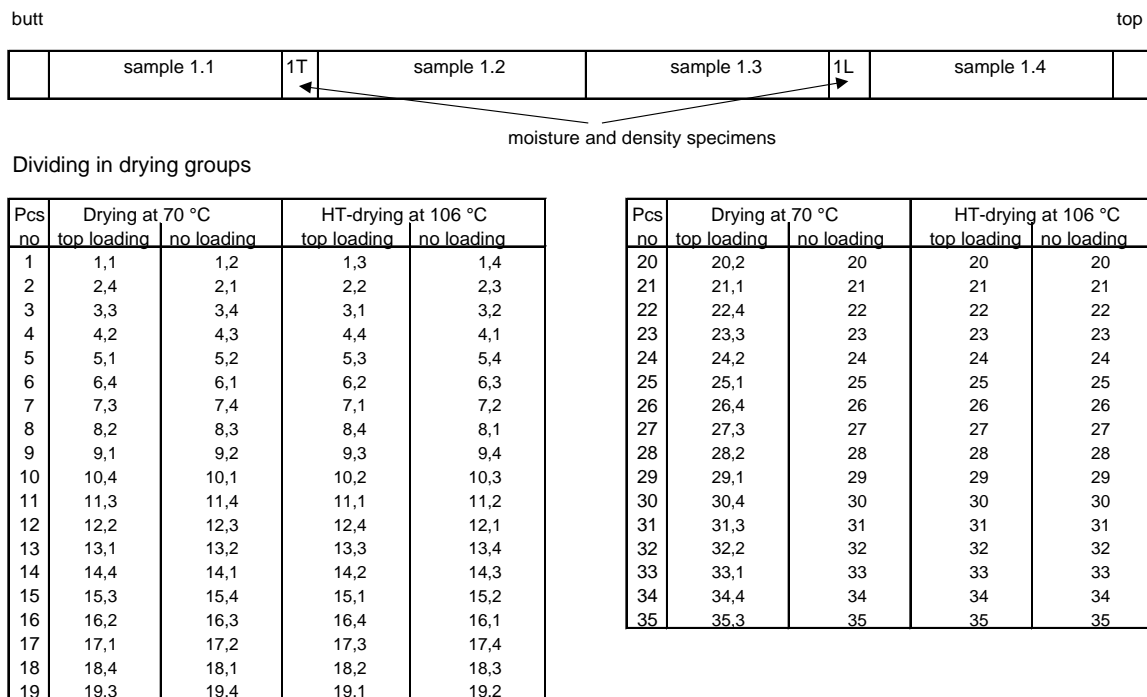 butt top
sample 1.1 1T sample 1.2 sample 1.3 1L sample 1.4
moisture and density specimens
Dividing in drying groups
Pcs Drying at 70 °C HT-drying at 106 °C
no top loading no loading top loading no loading
1 1,1 1,2 1,3 1,4
2 2,4 2,1 2,2 2,3
3 3,3 3,4 3,1 3,2
4 4,2 4,3 4,4 4,1
5 5,1 5,2 5,3 5,4
6 6,4 6,1 6,2 6,3
7 7,3 7,4 7,1 7,2
8 8,2 8,3 8,4 8,1
9 9,1 9,2 9,3 9,4
10 10,4 10,1 10,2 10,3
11 11,3 11,4 11,1 11,2
12 12,2 12,3 12,4 12,1
13 13,1 13,2 13,3 13,4
14 14,4 14,1 14,2 14,3
15 15,3 15,4 15,1 15,2
16 16,2 16,3 16,4 16,1
17 17,1 17,2 17,3 17,4
18 18,4 18,1 18,2 18,3
19 19,3 19,4 19,1 19,2
Pcs Drying at 70 °C HT-drying at 106 °C
no top loading no loading top loading no loading
20 20,2 20 20 20
21 21,1 21 21 21
22 22,4 22 22 22
23 23,3 23 23 23
24 24,2 24 24 24
25 25,1 25 25 25
26 26,4 26 26 26
27 27,3 27 27 27
28 28,2 28 28 28
29 29,1 29 29 29
30 30,4 30 30 30
31 31,3 31 31 31
32 32,2 32 32 32
33 33,1 33 33 33
34 34,4 34 34 34
35 35,3 35 35 35